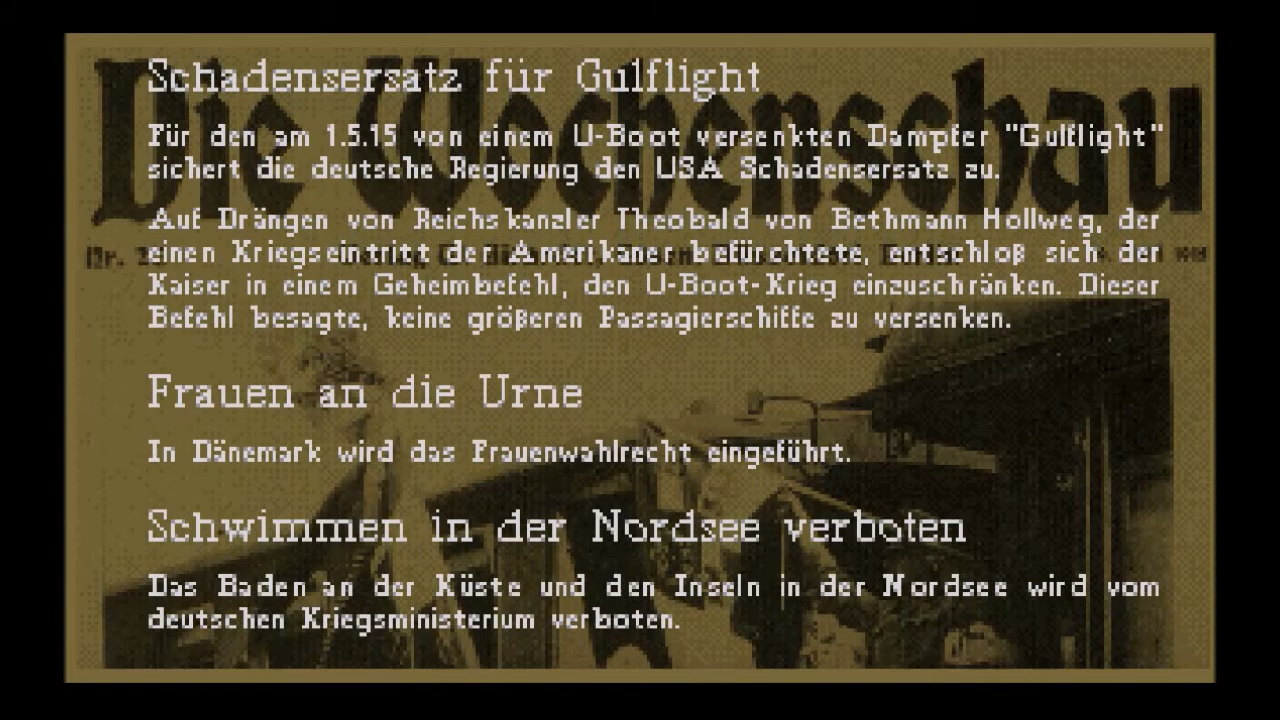 Die Wochenschau
Schadensersatz für Gulflight
Für den am 1.5.15 von einem U-Boot versenkten Dampfer "Gulflight"
sichert die deutsche Regierung den USA Schadensersatz zu.
Auf Drängen von Reichskanzler Theobald von Bethmann Hollweg, der
einen Kriegseintritt der Amerikaner befürchtete, entschloß sich der
Kaiser in einem Geheimbefehl, den U-Boot-Krieg einzuschränken. Dieser
Befehl besagte, keine größeren Passagierschiffe zu versenken.
Frauen an die Urne
In Dänemark wird das Frauenwahlrecht eingeführt.
Schwimmen in der Nordsee verboten
Das Baden an der Küste und den Inseln in der Nordsee wird vom
deutschen Kriegsministerium verboten.